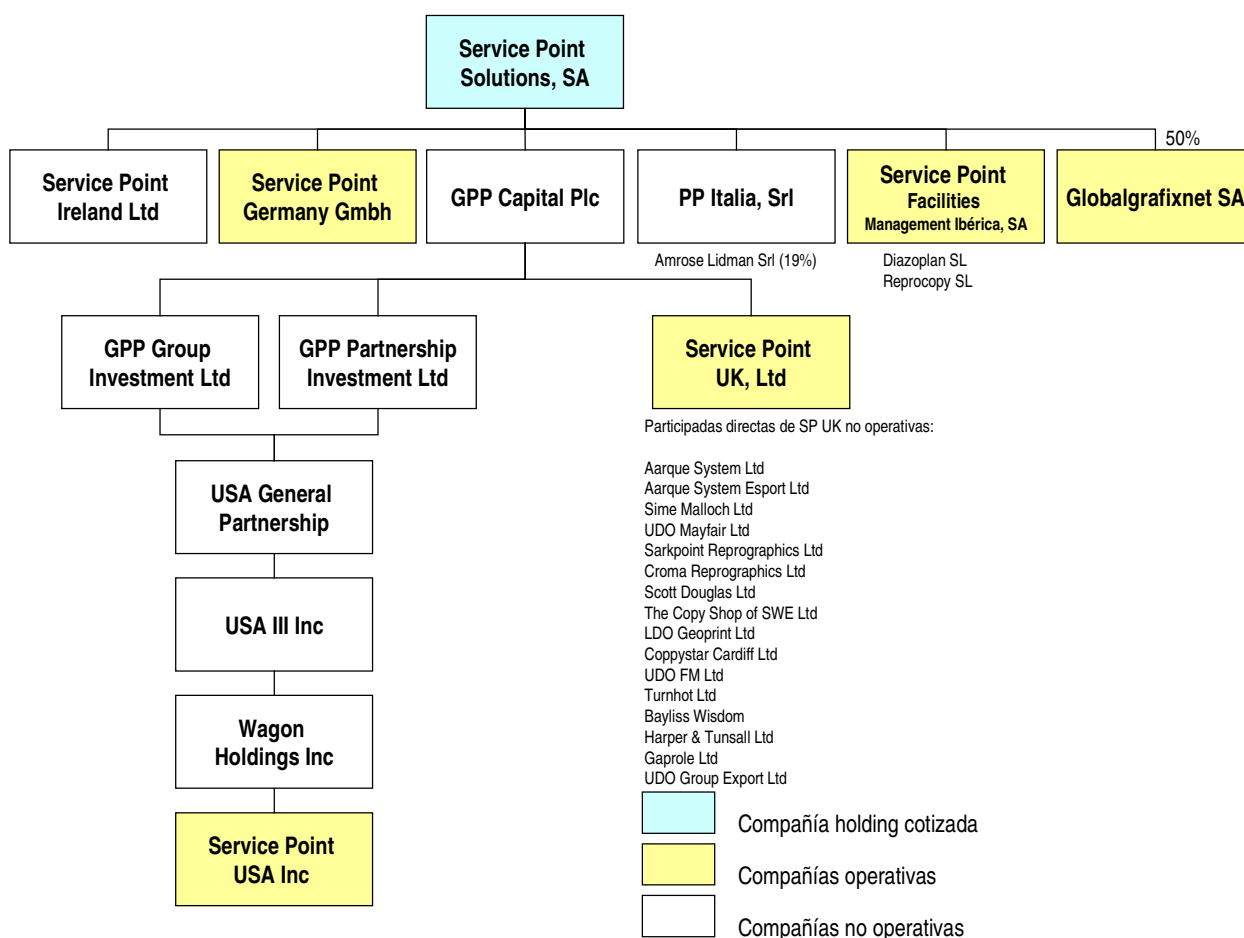 Service Point
Solutions, SA
50%
Service Point
Ireland Ltd
Service Point
Germany Gmbh
GPP Capital Plc
PP Italia, Srl
Service Point
Facilities
Management Ibérica, SA
Globalgrafixnet SA
Amrose Lidman Srl (19%)
Diazoplan SL
Reprocopy SL
GPP Group
Investment Ltd
GPP Partnership
Investment Ltd
Service Point
UK, Ltd
Participadas directas de SP UK no operativas:
Aarque System Ltd
Aarque System Esport Ltd
Sime Malloch Ltd
UDO Mayfair Ltd
Sarkpoint Reprographics Ltd
Croma Reprographics Ltd
Scott Douglas Ltd
The Copy Shop of SWE Ltd
LDO Geoprint Ltd
Coppystar Cardiff Ltd
UDO FM Ltd
Turnhot Ltd
Bayliss Wisdom
Harper & Tunsall Ltd
Gaprole Ltd
UDO Group Export Ltd
USA General
Partnership
USA III Inc
Wagon
Holdings Inc
Service Point
USA Inc
Compañía holding cotizada
Compañías operativas
Compañías no operativas